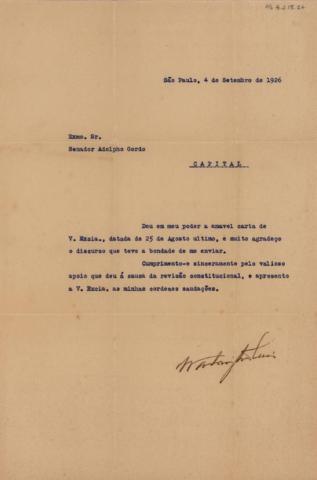 São Paulo, 4 de Setembro de 1926
Exmo. Sr.
Senador Adolpho Gordo
CAPITAL
Dou em meu poder a amavel carta de
V. Excia., datada de 25 de Agosto ultimo, e muito agradeço
o discurso que teve a bondade de me enviar.
Cumprimento-o sinceramente pelo valioso
apoio que deu á causa da revisão constitucional, e apresento
a V. Excia. as minhas cordeaes saudações.
Washington Luis